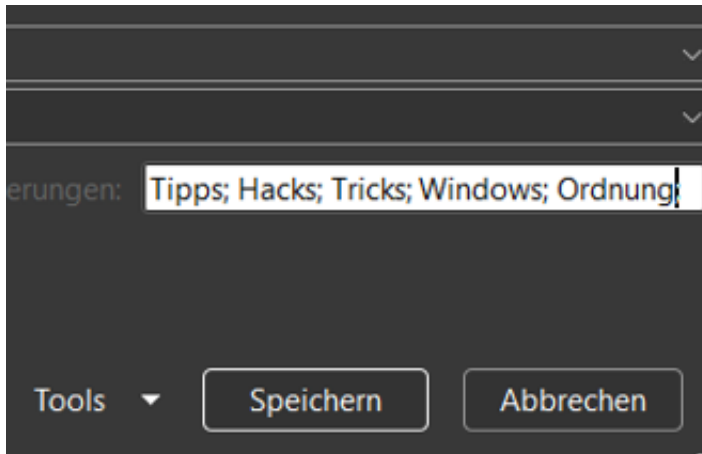 erungen: Tipps; Hacks; Tricks; Windows; Ordnung;
Tools Speichern Abbrechen